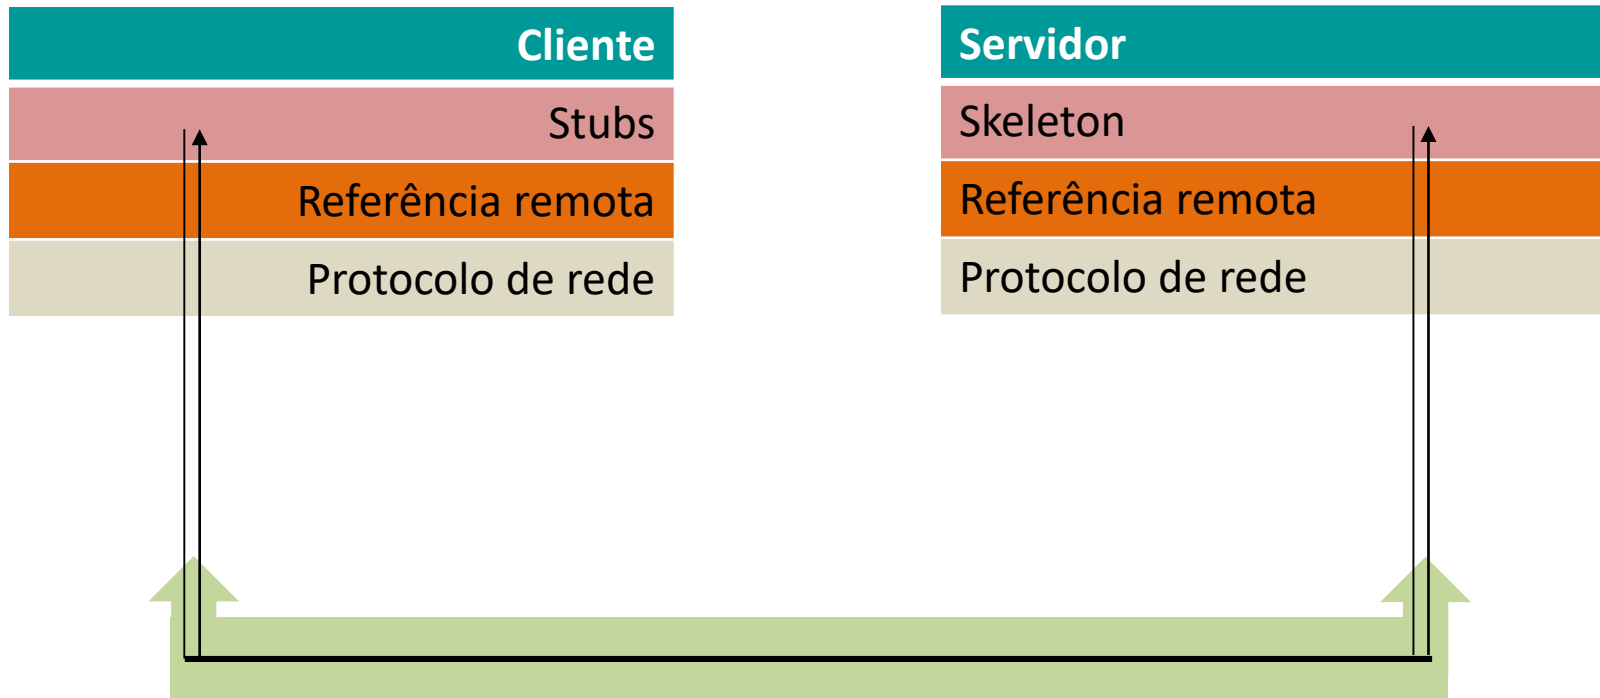 Cliente
Stubs
Referência remota
Protocolo de rede
Servidor
Skeleton
Referência remota
Protocolo de rede